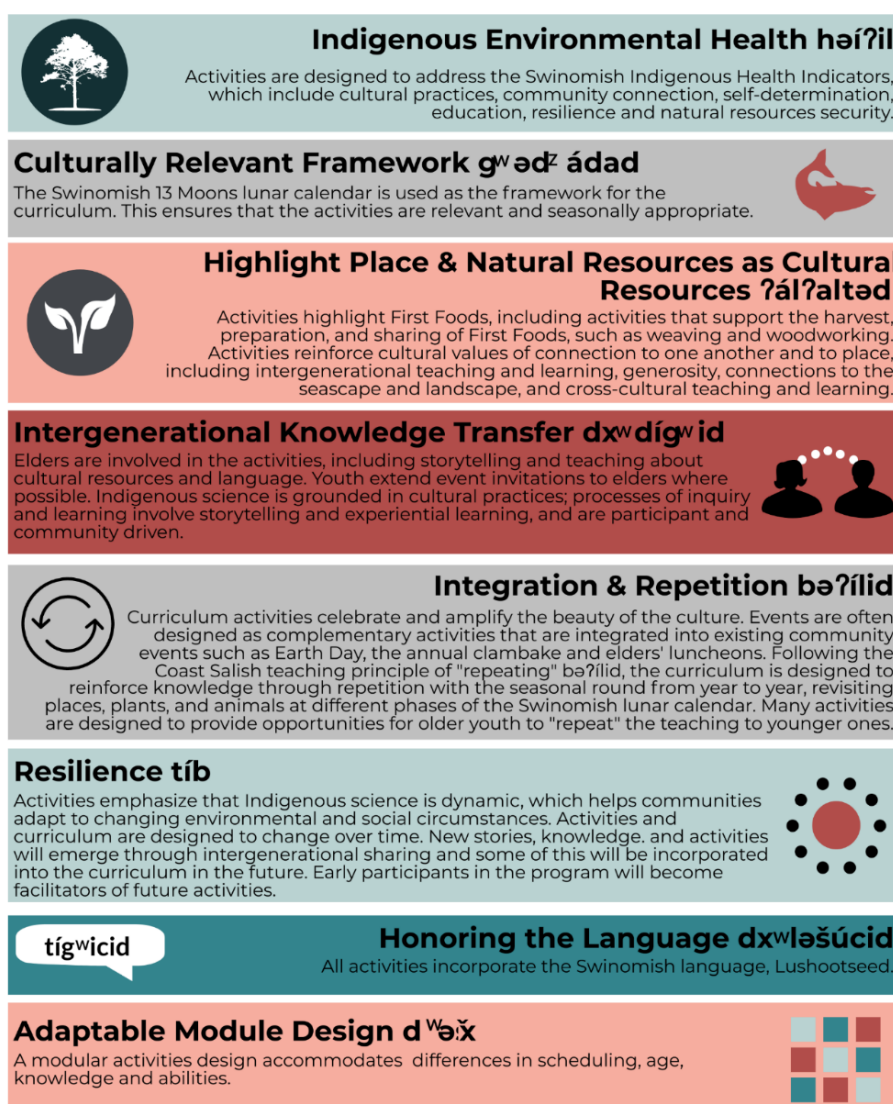 Indigenous Environmental Health həíʔil
Activities are designed to address the Swinomish Indigenous Health Indicators,
which include cultural practices, community connection, self-determination,
education, resilience and natural resources security.
Culturally Relevant Framework gʷədᶻ ádad
The Swinomish 13 Moons lunar calendar is used as the framework for the
curriculum. This ensures that the activities are relevant and seasonally appropriate.
Highlight Place & Natural Resources as Cultural
Resources ʔálʔaltəd
Activities highlight First Foods, including activities that support the harvest,
preparation, and sharing of First Foods, such as weaving and woodworking.
Activities reinforce cultural values of connection to one another and to place,
including intergenerational teaching and learning, generosity, connections to the
seascape and landscape, and cross-cultural teaching and learning.
Intergenerational Knowledge Transfer dxʷdígʷid
Elders are involved in the activities, including storytelling and teaching about
cultural resources and language. Youth extend event invitations to elders where
possible. Indigenous science is grounded in cultural practices; processes of inquiry
and learning involve storytelling and experiential learning, and are participant and
community driven.
Integration & Repetition bəʔílid
Curriculum activities celebrate and amplify the beauty of the culture. Events are often
designed as complementary activities that are integrated into existing community
events such as Earth Day, the annual clambake and elders' luncheons. Following the
Coast Salish teaching principle of "repeating" bəʔílid, the curriculum is designed to
reinforce knowledge through repetition with the seasonal round from year to year, revisiting
places, plants, and animals at different phases of the Swinomish lunar calendar. Many activities
are designed to provide opportunities for older youth to "repeat" the teaching to younger ones.
Resilience tíb
Activities emphasize that Indigenous science is dynamic, which helps communities
adapt to changing environmental and social circumstances. Activities and
curriculum are designed to change over time. New stories, knowledge. and activities
will emerge through intergenerational sharing and some of this will be incorporated
into the curriculum in the future. Early participants in the program will become
facilitators of future activities.
tígʷicid
Honoring the Language dxʷləšúcid
All activities incorporate the Swinomish language, Lushootseed.
Adaptable Module Design dʷəx̌
A modular activities design accommodates differences in scheduling, age,
knowledge and abilities.